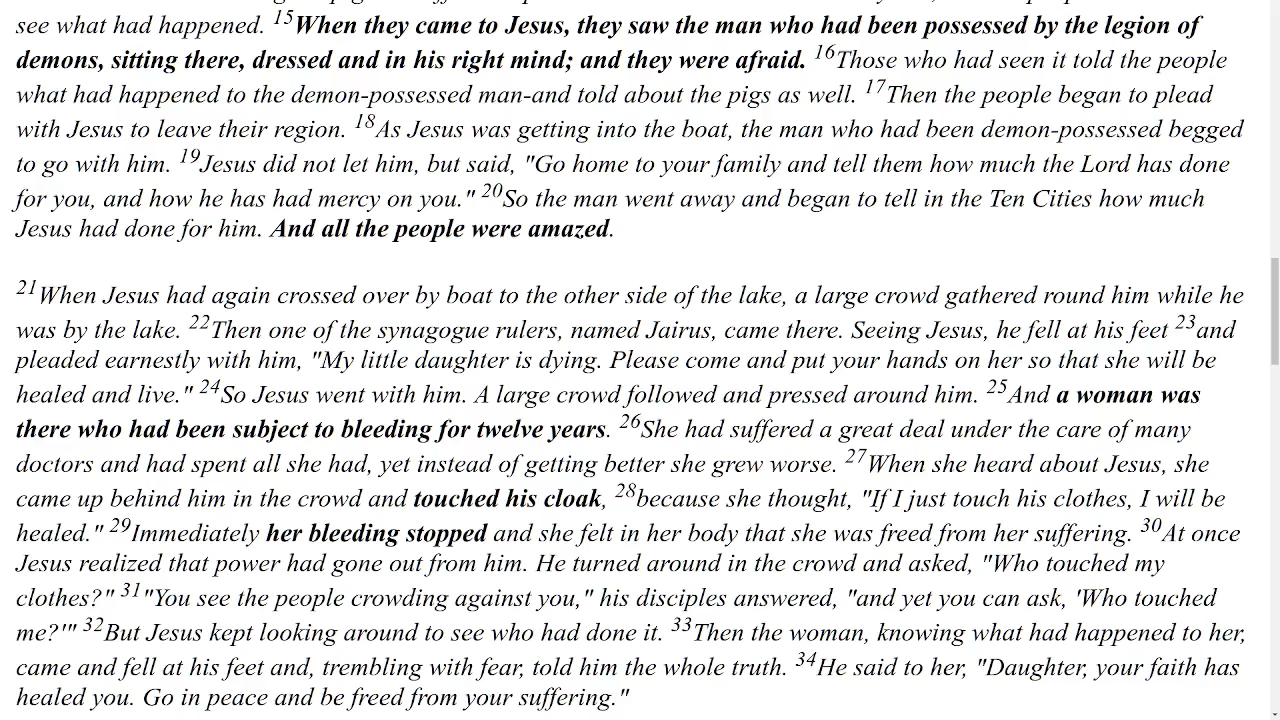 see what had happened. 15When they came to Jesus, they saw the man who had been possessed by the legion of
demons, sitting there, dressed and in his right mind; and they were afraid. 16Those who had seen it told the people
what had happened to the demon-possessed man-and told about the pigs as well. 17Then the people began to plead
with Jesus to leave their region. 18As Jesus was getting into the boat, the man who had been demon-possessed begged
to go with him. 19Jesus did not let him, but said, "Go home to your family and tell them how much the Lord has done
for you, and how he has had mercy on you." 20So the man went away and began to tell in the Ten Cities how much
Jesus had done for him. And all the people were amazed.
21When Jesus had again crossed over by boat to the other side of the lake, a large crowd gathered round him while he
was by the lake. 22Then one of the synagogue rulers, named Jairus, came there. Seeing Jesus, he fell at his feet 23and
pleaded earnestly with him, "My little daughter is dying. Please come and put your hands on her so that she will be
healed and live." 24So Jesus went with him. A large crowd followed and pressed around him. 25And a woman was
there who had been subject to bleeding for twelve years. 26She had suffered a great deal under the care of many
doctors and had spent all she had, yet instead of getting better she grew worse. 27When she heard about Jesus, she
came up behind him in the crowd and touched his cloak, 28because she thought, "If I just touch his clothes, I will be
healed." 29Immediately her bleeding stopped and she felt in her body that she was freed from her suffering. 30At once
Jesus realized that power had gone out from him. He turned around in the crowd and asked, "Who touched my
clothes?" 31"You see the people crowding against you," his disciples answered, "and yet you can ask, 'Who touched
me?'" 32But Jesus kept looking around to see who had done it. 33Then the woman, knowing what had happened to her,
came and fell at his feet and, trembling with fear, told him the whole truth. 34He said to her, "Daughter, your faith has
healed you. Go in peace and be freed from your suffering."